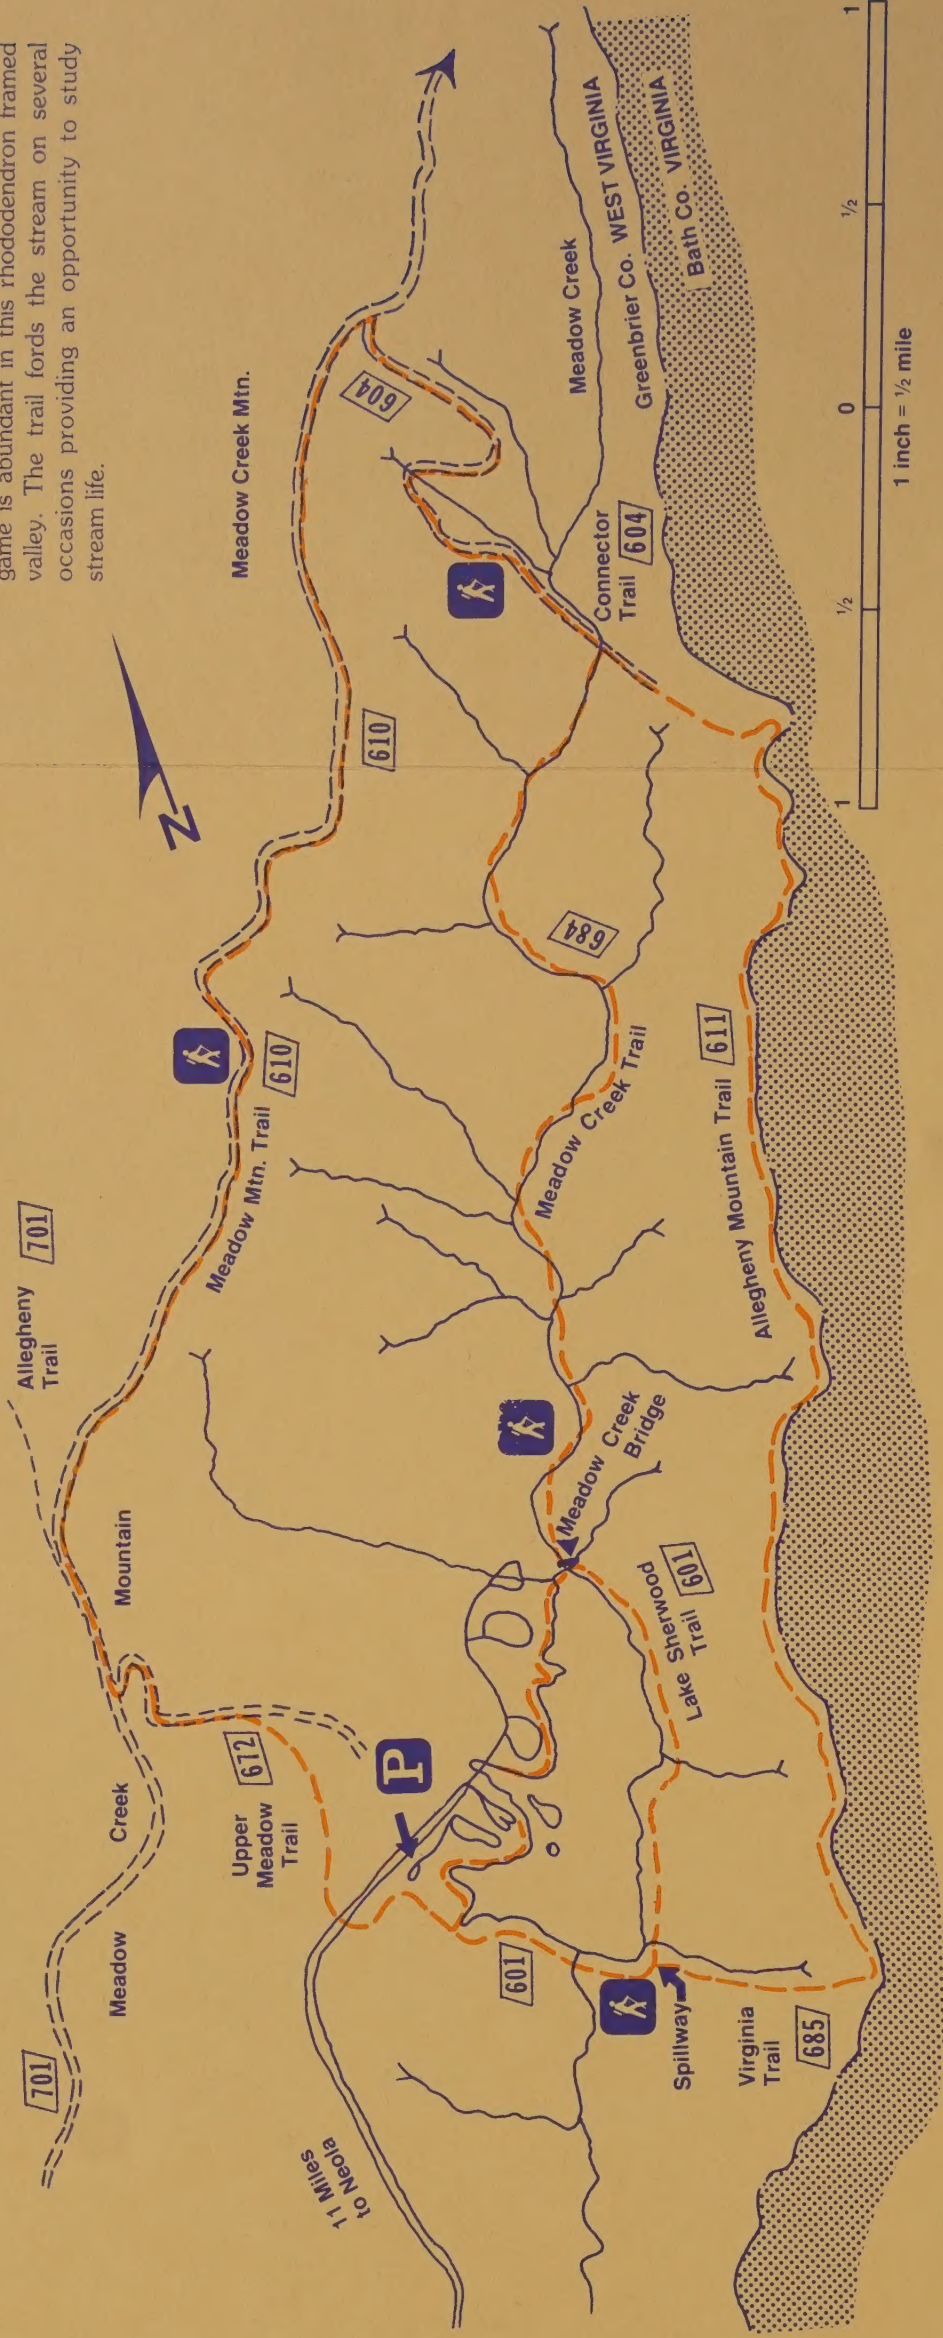 game is abundant in this rhododendron framed
valley. The trail fords the stream on several
occasions providing an opportunity to study
stream life.
701
Meadow
Creek
Mountain
Allegheny
Trail
701
11 Miles
to Neola
Upper
Meadow
Trail
672
P
Meadow Mtn. Trail
610
N
610
Meadow Creek Mtn.
604
601
Spillway
Virginia
Trail
685
Lake Sherwood
Trail
601
Meadow Creek
Bridge
Meadow Creek Trail
684
Allegheny Mountain Trail
611
Connector
Trail
604
Meadow Creek
Greenbrier Co. WEST VIRGINIA
Bath Co. VIRGINIA
1
½
0
½
1
1 inch = ½ mile